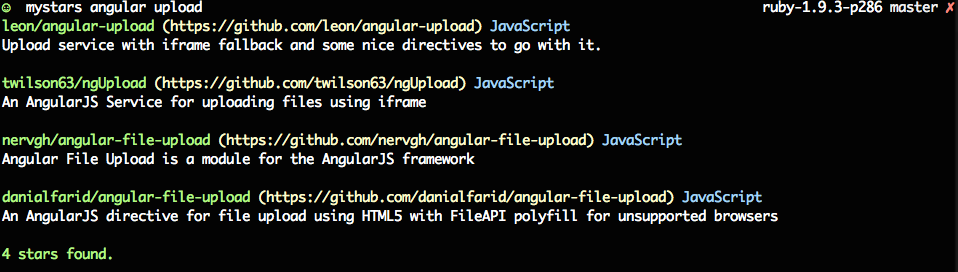 ☺ mystars angular upload ruby-1.9.3-p286 master ✗
leon/angular-upload (https://github.com/leon/angular-upload) JavaScript
Upload service with iframe fallback and some nice directives to go with it.
twilson63/ngUpload (https://github.com/twilson63/ngUpload) JavaScript
An AngularJS Service for uploading files using iframe
nervgh/angular-file-upload (https://github.com/nervgh/angular-file-upload) JavaScript
Angular File Upload is a module for the AngularJS framework
danialfarid/angular-file-upload (https://github.com/danialfarid/angular-file-upload) JavaScript
An AngularJS directive for file upload using HTML5 with FileAPI polyfill for unsupported browsers
4 stars found.